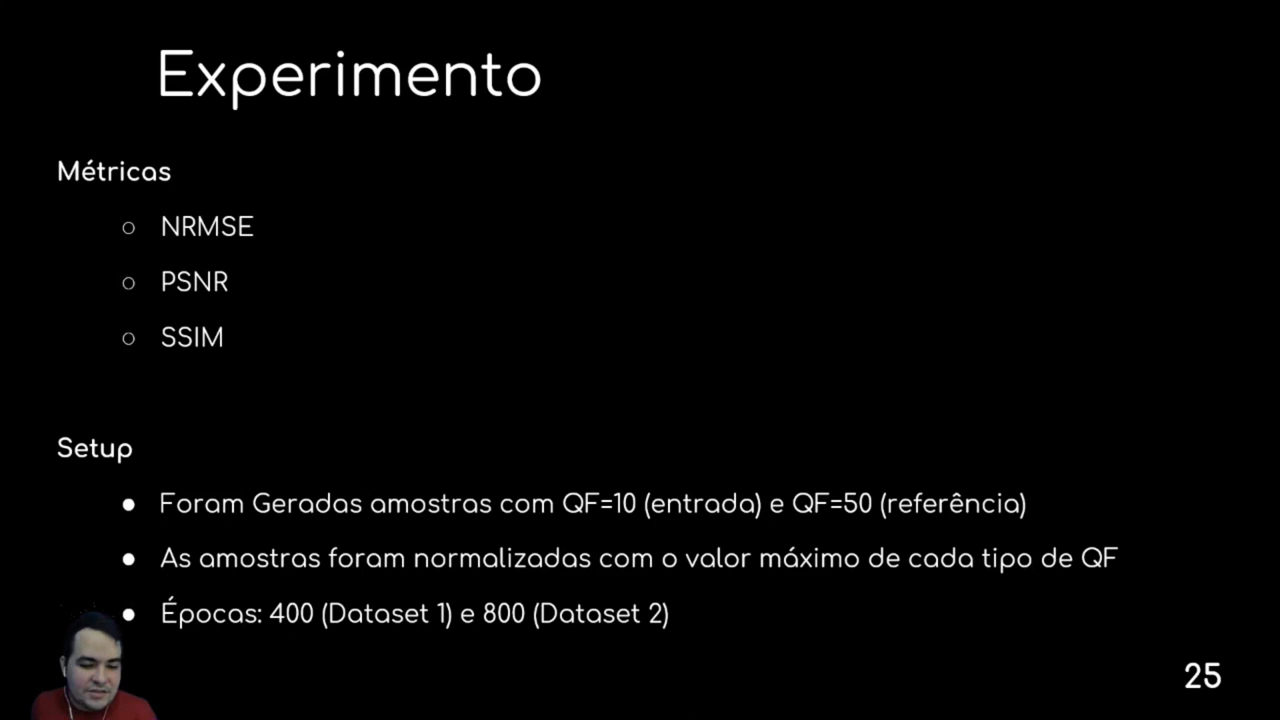 Experimento
Métricas
○ NRMSE
○ PSNR
○ SSIM
Setup
● Foram Geradas amostras com QF=10 (entrada) e QF=50 (referência)
● As amostras foram normalizadas com o valor máximo de cada tipo de QF
● Épocas: 400 (Dataset 1) e 800 (Dataset 2)
25